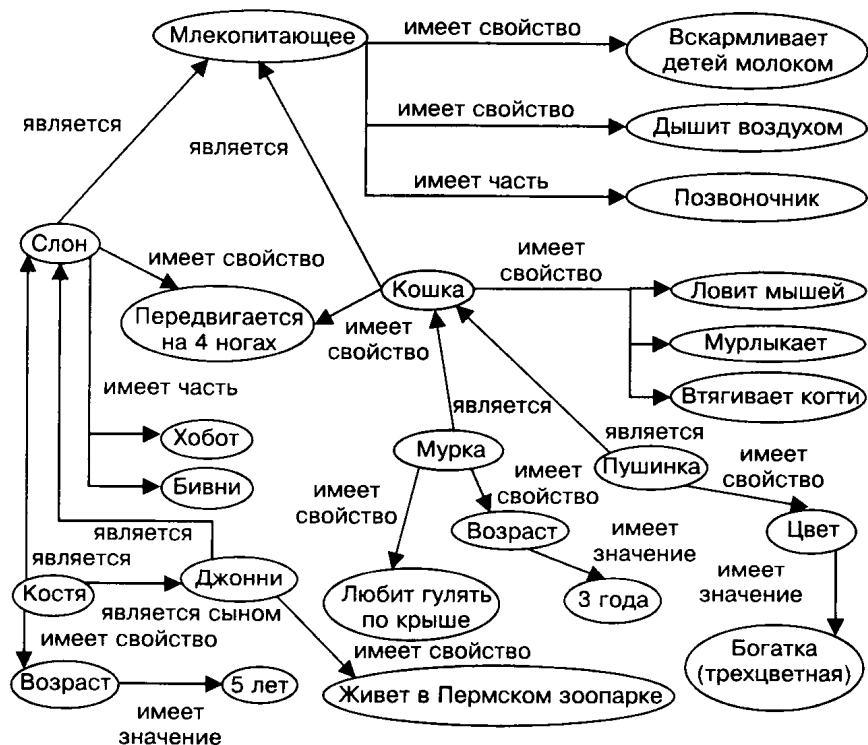 Млекопитающее
имеет свойство
Вскармливает
детей молоком
является
имеет свойство
Дышит воздухом
является
имеет часть
Позвоночник
Слон
имеет свойство
Передвигается
на 4 ногах
Кошка
имеет
свойство
имеет
свойство
Ловит мышей
Мурлыкает
Втягивает когти
имеет часть
Хобот
Бивни
является
Мурка
является
Пушинка
имеет
свойство
имеет
свойство
имеет
свойство
Возраст
имеет
значение
3 года
Цвет
имеет
значение
Любит гулять
по крыше
Богатка
(трехцветная)
является
является
Костя
Джонни
является сыном
имеет свойство
имеет свойство
Возраст
5 лет
имеет
значение
Живет в Пермском зоопарке